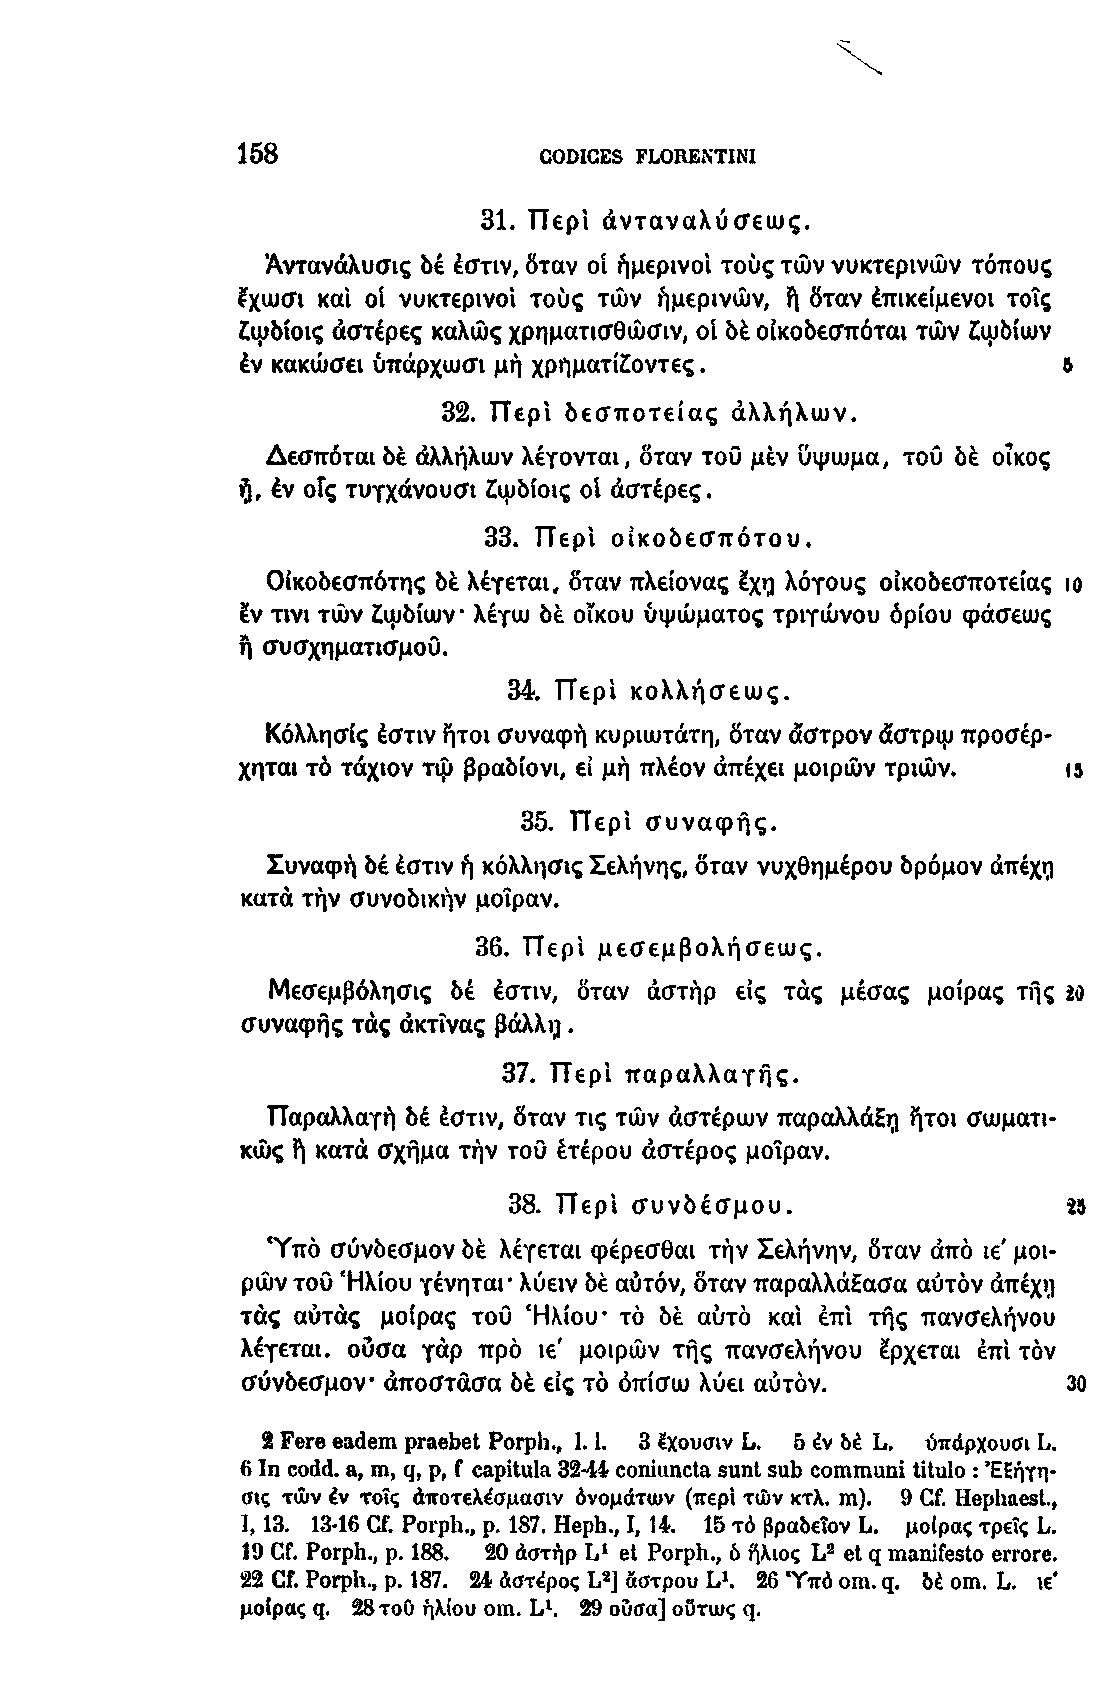 158 CODICES FLORENTINI
31. Περὶ ἀνταναλύσεως.
Ἀντανάλυσις δέ ἐστιν, ὅταν οἱ ἡμερινοὶ τοὺς τῶν νυκτερινῶν τόπους
ἔχωσι καὶ οἱ νυκτερινοὶ τοὺς τῶν ἡμερινῶν, ἢ ὅταν ἐπικείμενοι τοῖς
ζῳδίοις ἀστέρες καλῶς χρηματισθῶσιν, οἱ δὲ οἰκοδεσπόται τῶν ζῳδίων
ἐν κακώσει ὑπάρχωσι μὴ χρηματίζοντες. 5
32. Περὶ δεσποτείας ἀλλήλων.
Δεσπόται δὲ ἀλλήλων λέγονται, ὅταν τοῦ μὲν ὕψωμα, τοῦ δὲ οἶκος
ᾖ, ἐν οἷς τυγχάνουσι ζῳδίοις οἱ ἀστέρες.
33. Περὶ οἰκοδεσπότου.
Οἰκοδεσπότης δὲ λέγεται, ὅταν πλείονας ἔχῃ λόγους οἰκοδεσποτείας 10
ἔν τινι τῶν ζῳδίων· λέγω δὲ οἴκου ὑψώματος τριγώνου ὁρίου φάσεως
ἢ συσχηματισμοῦ.
34. Περὶ κολλήσεως.
Κόλλησίς ἐστιν ἤτοι συναφὴ κυριωτάτη, ὅταν ἄστρον ἄστρῳ προσέρ-
χηται τὸ τάχιον τῷ βραδίονι, εἰ μὴ πλέον ἀπέχει μοιρῶν τριῶν. 15
35. Περὶ συναφῆς.
Συναφὴ δέ ἐστιν ἡ κόλλησις Σελήνης, ὅταν νυχθημέρου δρόμον ἀπέχῃ
κατὰ τὴν συνοδικὴν μοῖραν.
36. Περὶ μεσεμβολήσεως.
Μεσεμβόλησις δέ ἐστιν, ὅταν ἀστὴρ εἰς τὰς μέσας μοίρας τῆς 20
συναφῆς τὰς ἀκτῖνας βάλλῃ.
37. Περὶ παραλλαγῆς.
Παραλλαγὴ δέ ἐστιν, ὅταν τις τῶν ἀστέρων παραλλάξῃ ἤτοι σωματι-
κῶς ἢ κατὰ σχῆμα τὴν τοῦ ἑτέρου ἀστέρος μοῖραν.
38. Περὶ συνδέσμου. 25
Ὑπὸ σύνδεσμον δὲ λέγεται φέρεσθαι τὴν Σελήνην, ὅταν ἀπὸ ιε′ μοι-
ρῶν τοῦ Ἡλίου γένηται· λύειν δὲ αὐτόν, ὅταν παραλλάξασα αὐτὸν ἀπέχῃ
τὰς αὐτὰς μοίρας τοῦ Ἡλίου· τὸ δὲ αὐτὸ καὶ ἐπὶ τῆς πανσελήνου
λέγεται. οὖσα γὰρ πρὸ ιε′ μοιρῶν τῆς πανσελήνου ἔρχεται ἐπὶ τὸν
σύνδεσμον· ἀποστᾶσα δὲ εἰς τὸ ὀπίσω λύει αὐτόν. 30
2 Fere eadem praebet Porph., l. l. 3 ἔχουσιν L. 5 ἐν δὲ L. ὑπάρχουσι L.
6 In codd. a, m, q, p, f capitula 32-44 coniuncta sunt sub communi titulo : Ἐξήγη-
σις τῶν ἐν τοῖς ἀποτελέσμασιν ὀνομάτων (περὶ τῶν κτλ. m). 9 Cf. Hephaest.,
I, 13. 13-16 Cf. Porph., p. 187. Heph., I, 14. 15 τὸ βραδεῖον L. μοίρας τρεῖς L.
19 Cf. Porph., p. 188. 20 ἀστὴρ L¹ et Porph., ὁ ἥλιος L² et q manifesto errore.
22 Cf. Porph., p. 187. 24 ἀστέρος L²] ἄστρου L¹. 26 Ὑπὸ om. q. δὲ om. L. ιε′
μοίρας q. 28 τοῦ ἡλίου om. L¹. 29 οὖσα] οὕτως q.